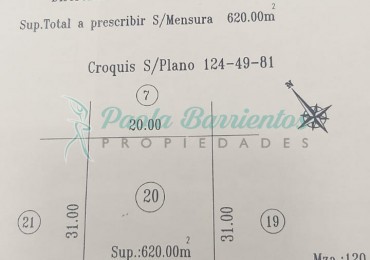 Sup.Total a prescribir S/Mensura 620.00m²
Croquis S/Plano 124-49-81
N
7
Paola Barrientos
20.00
PROPIEDADES
20
21
31.00
31.00
19
Sup.:620.00m²
Mza.:120